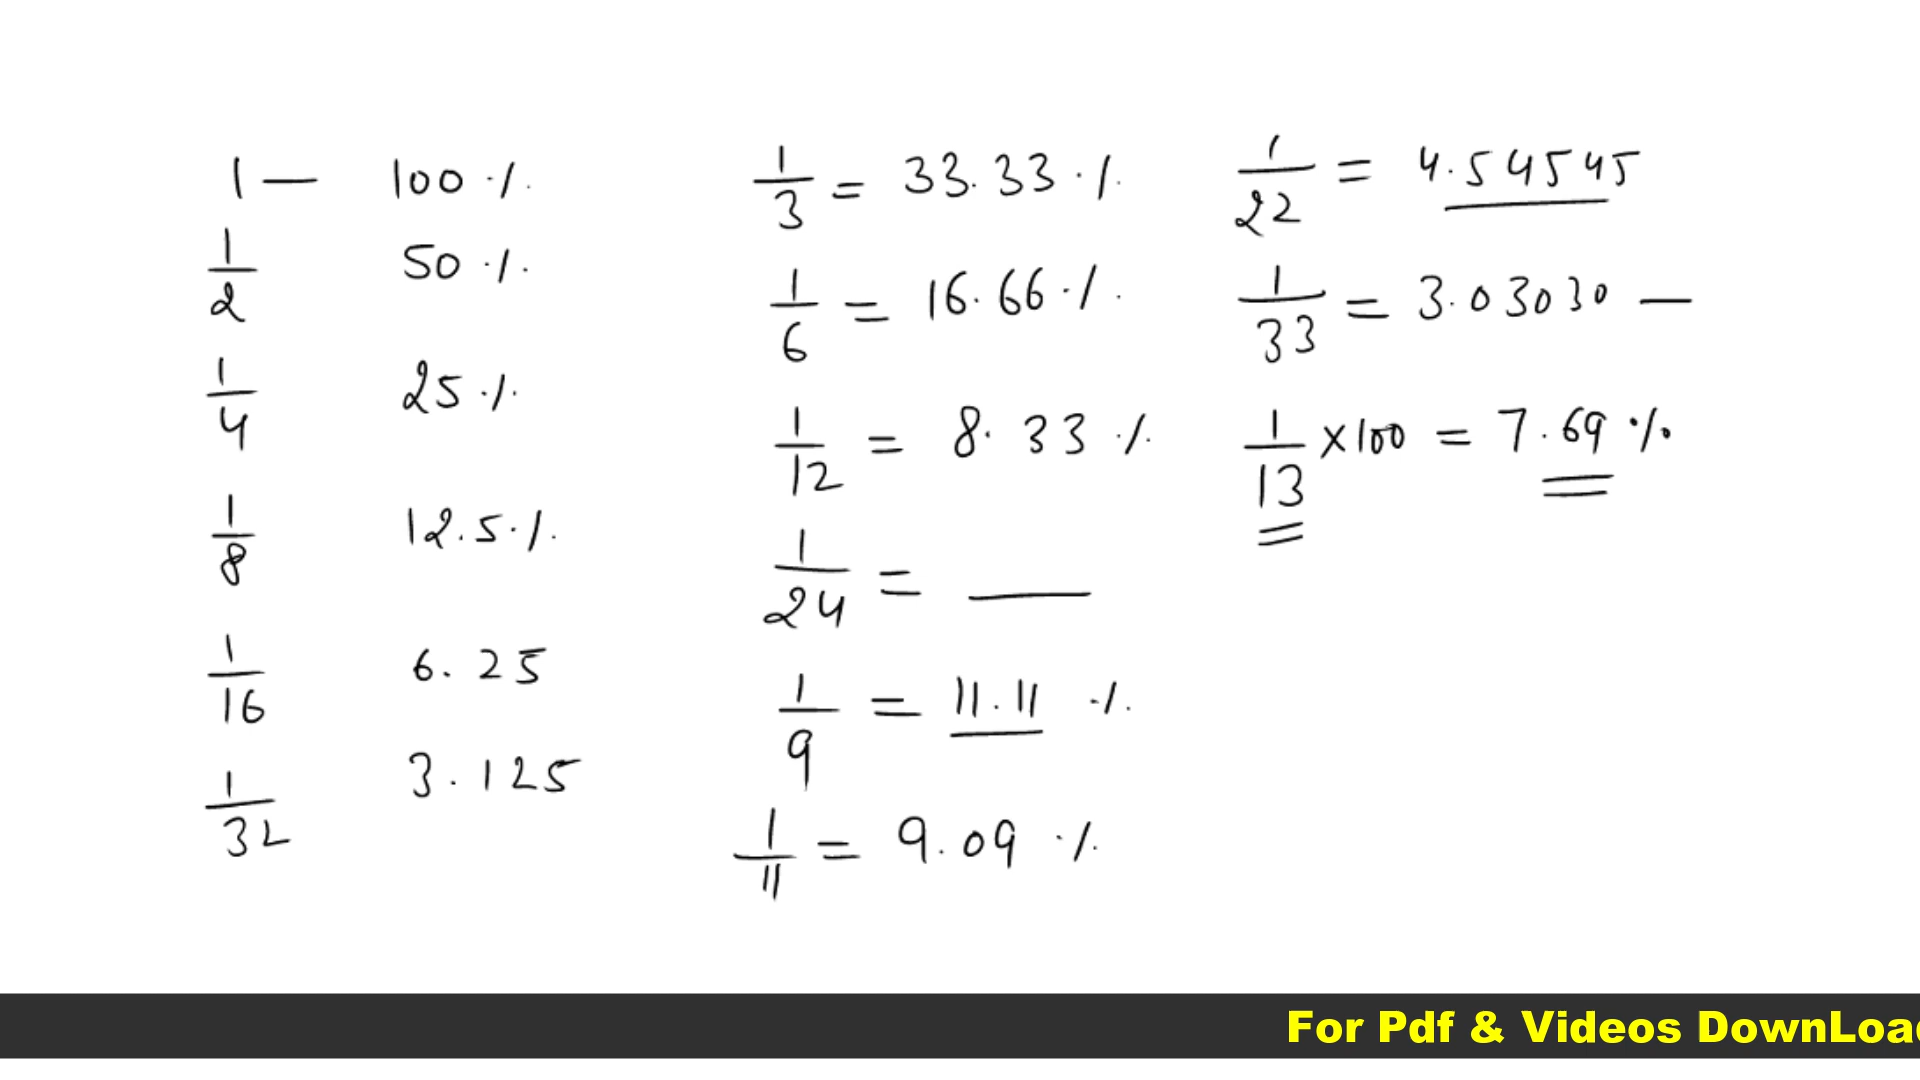 1 — 100 %
1/2 50 %
1/4 25 %
1/8 12.5 %
1/16 6.25
1/32 3.125
1/3 = 33.33 %
1/6 = 16.66 %
1/12 = 8.33 %
1/24 = ___
1/9 = 11.11 %
1/11 = 9.09 %
1/22 = 4.54545
1/33 = 3.03030 —
1/13 x100 = 7.69 %
For Pdf & Videos DownLoa